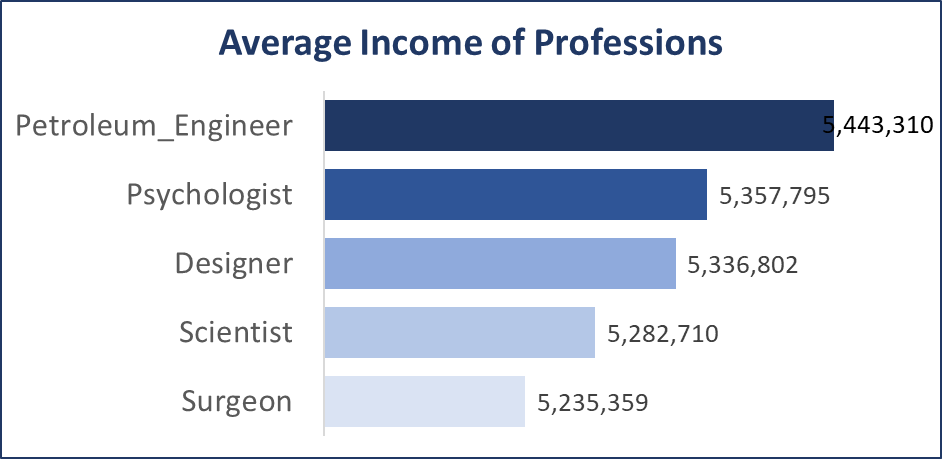 Average Income of Professions
Petroleum_Engineer 5,443,310
Psychologist 5,357,795
Designer 5,336,802
Scientist 5,282,710
Surgeon 5,235,359